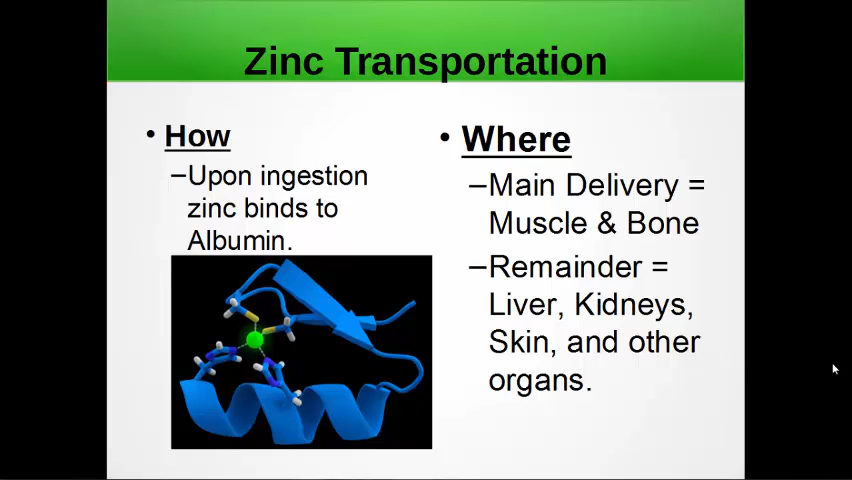 Zinc Transportation
• How
–Upon ingestion
zinc binds to
Albumin.
• Where
–Main Delivery =
Muscle & Bone
–Remainder =
Liver, Kidneys,
Skin, and other
organs.